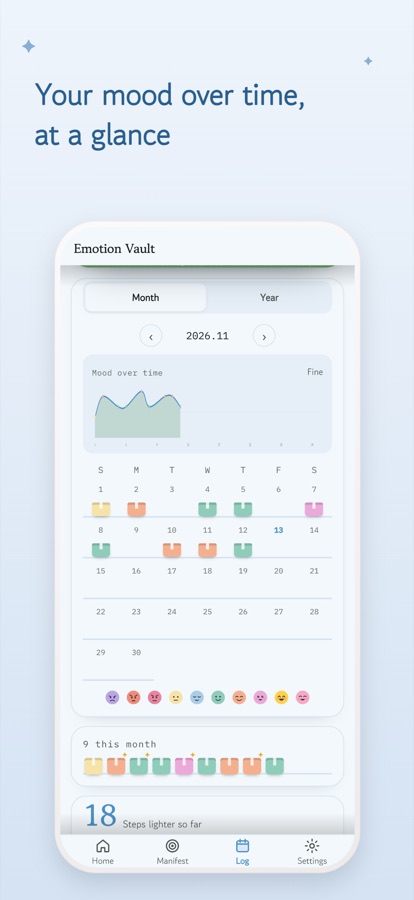 Your mood over time,
at a glance
Emotion Vault
Month Year
‹ 2026.11 ›
Mood over time Fine
S M T W T F S
1 2 3 4 5 6 7
8 9 10 11 12 13 14
15 16 17 18 19 20 21
22 23 24 25 26 27 28
29 30
9 this month
18 Steps lighter so far
Home Manifest Log Settings